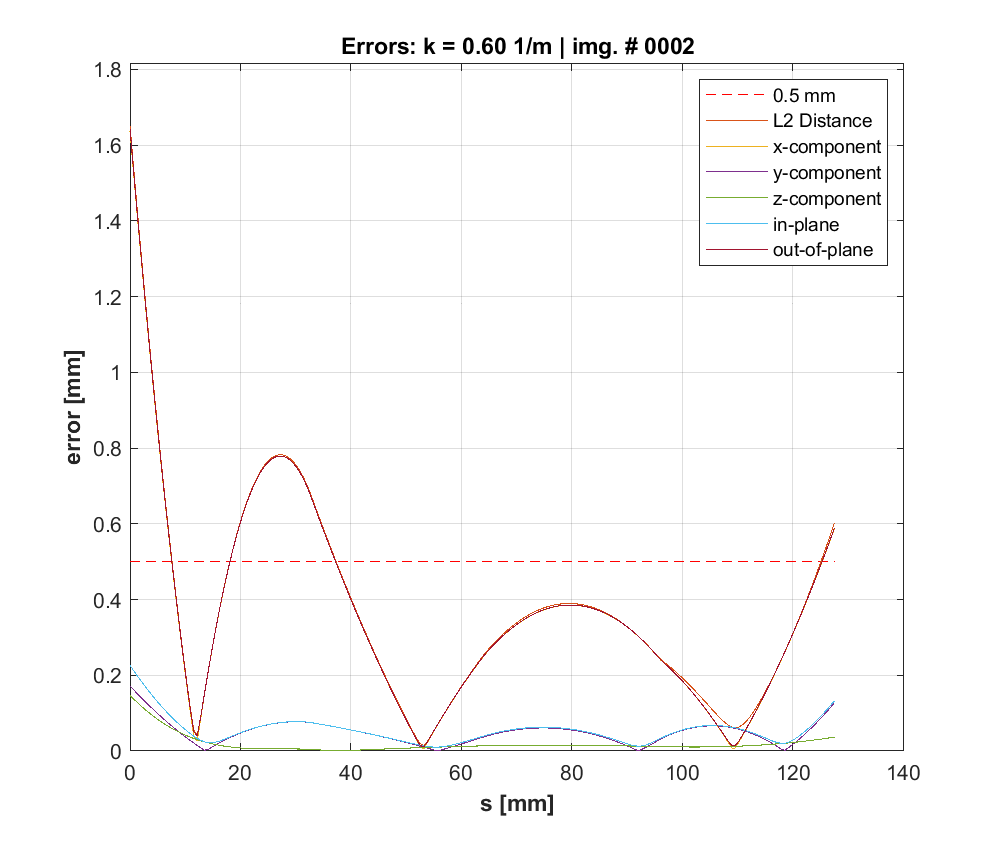 Errors: k = 0.60 1/m | img. # 0002
1.8
1.6
1.4
1.2
1
0.8
0.6
0.4
0.2
0
error [mm]
0.5 mm
L2 Distance
x-component
y-component
z-component
in-plane
out-of-plane
0 20 40 60 80 100 120 140
s [mm]